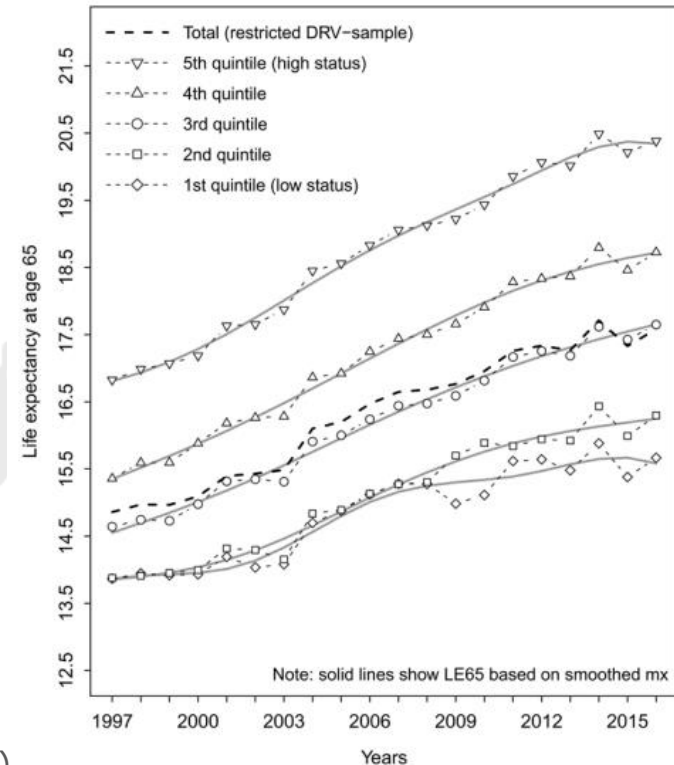 Total (restricted DRV−sample)
5th quintile (high status)
4th quintile
3rd quintile
2nd quintile
1st quintile (low status)
Life expectancy at age 65
21.5
20.5
19.5
18.5
17.5
16.5
15.5
14.5
13.5
12.5
Note: solid lines show LE65 based on smoothed mx
1997
2000
2003
2006
2009
2012
2015
Years
)